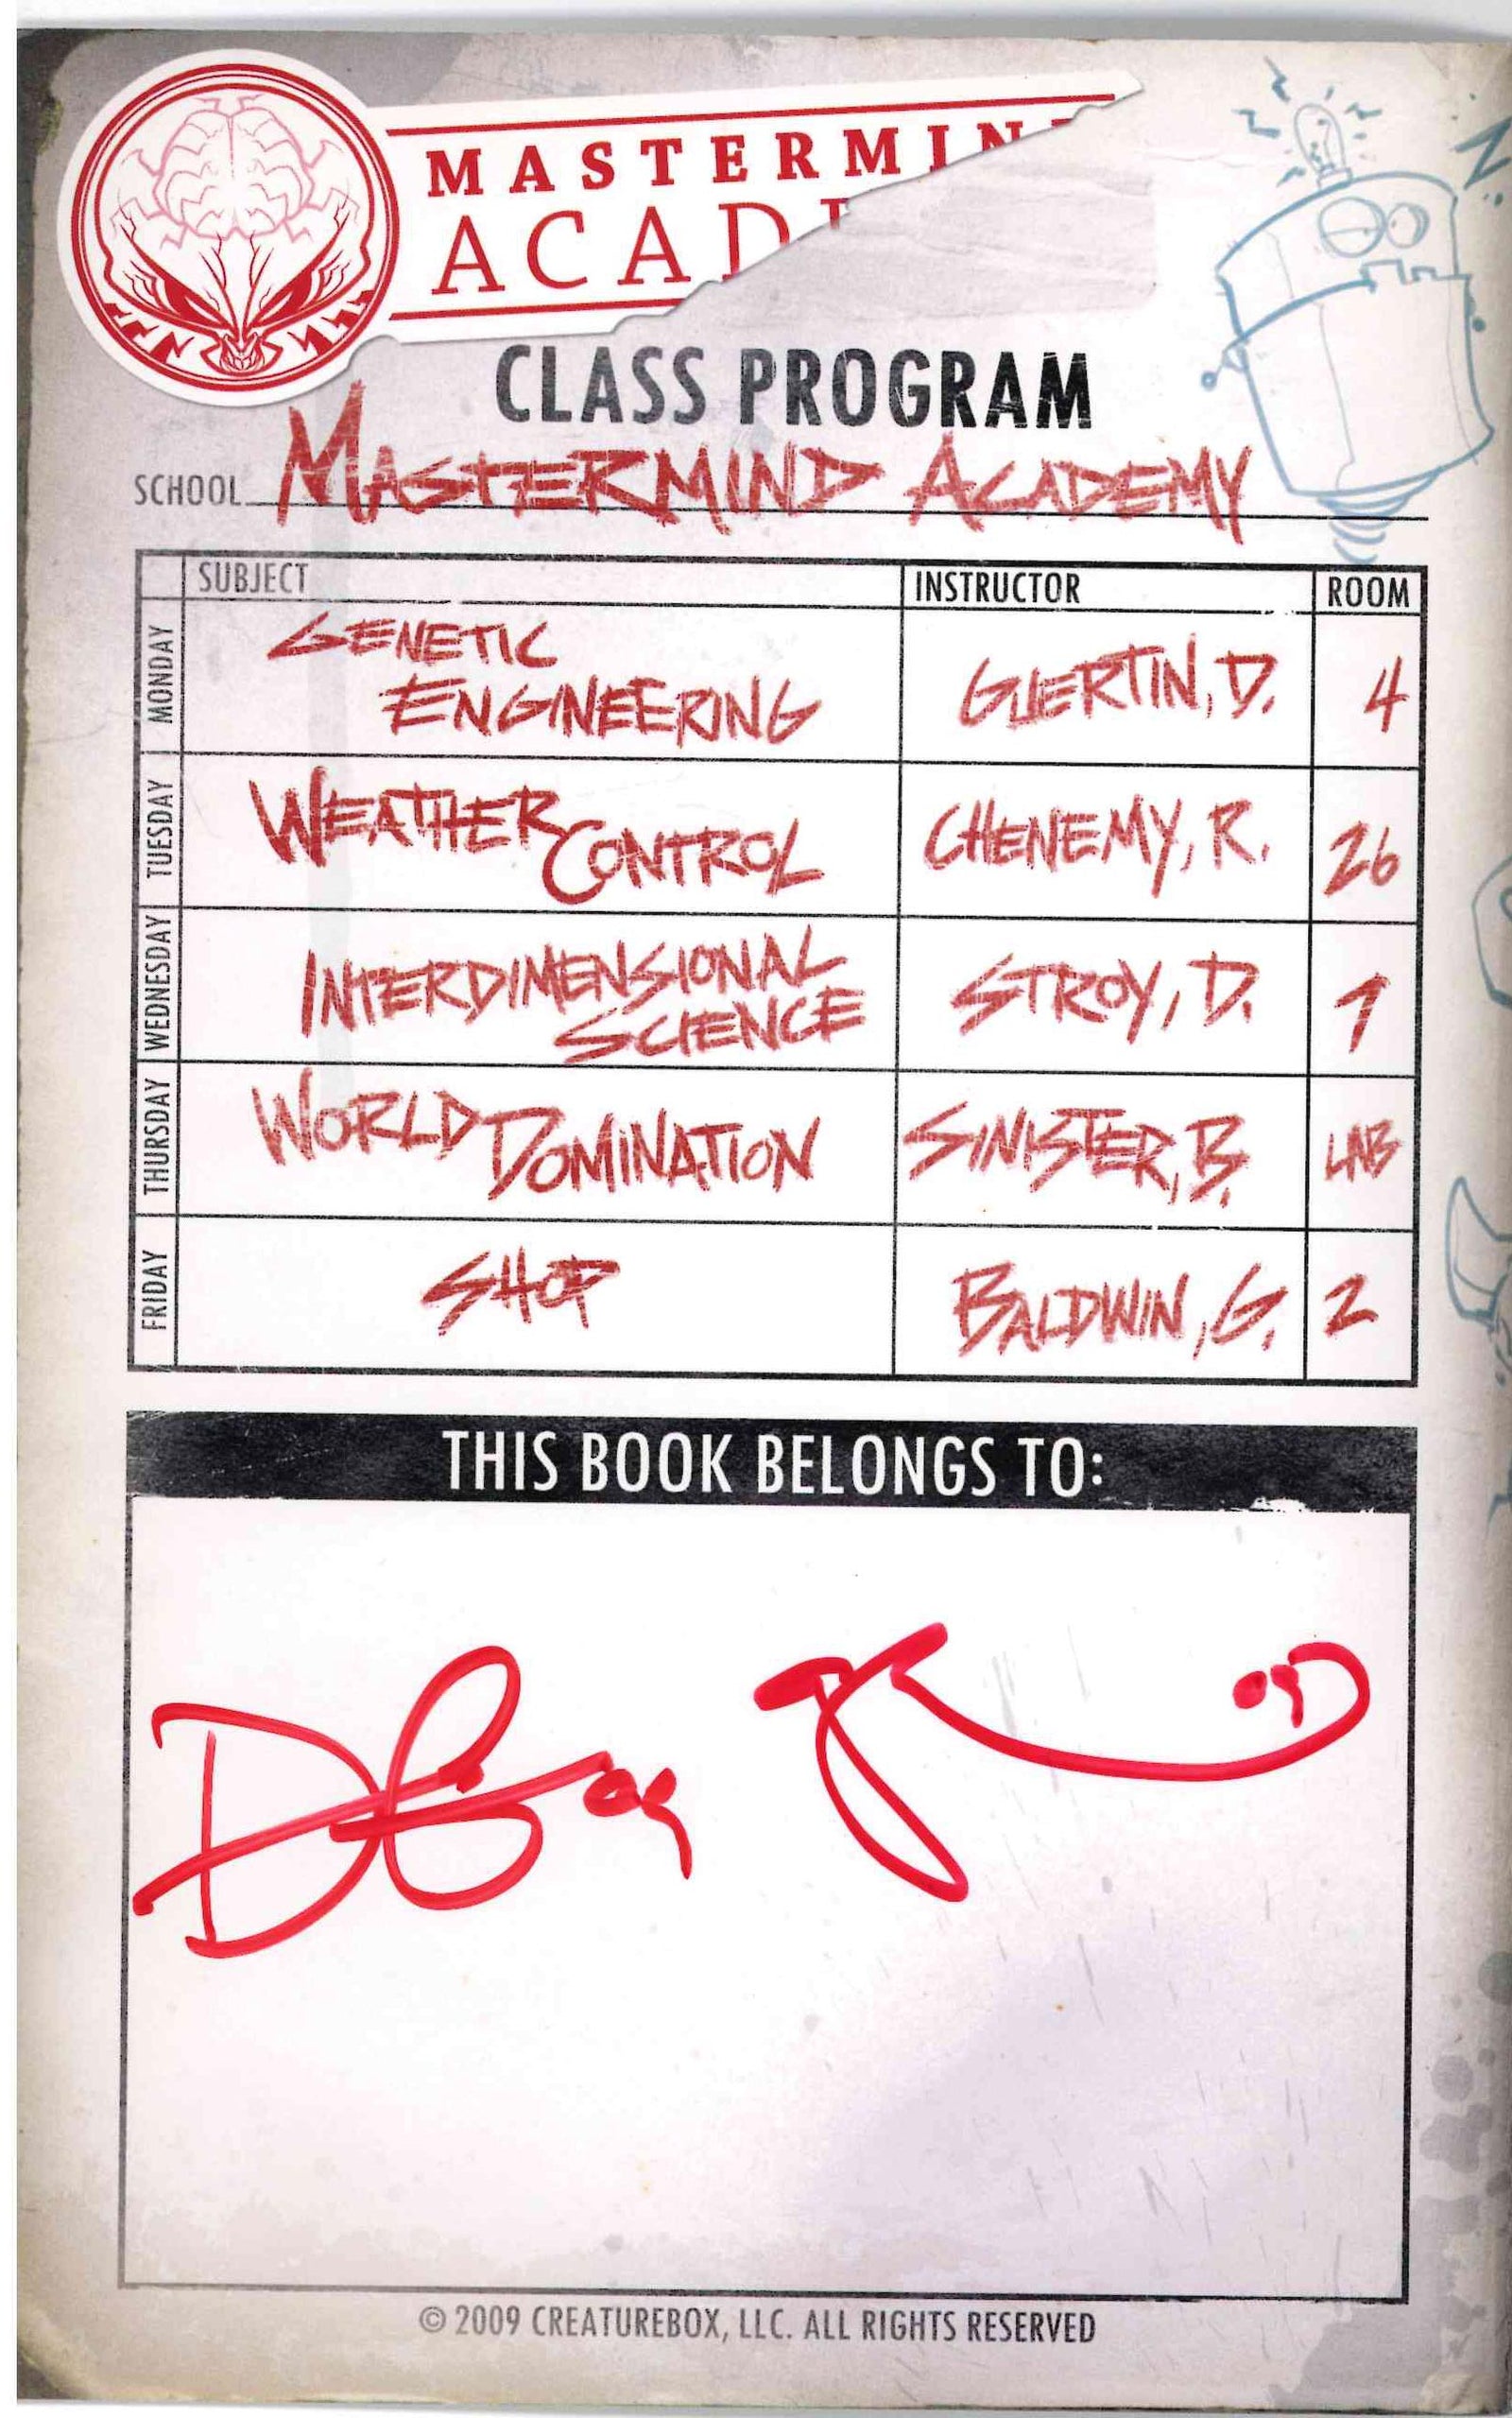 MASTERMIN
ACAD
CLASS PROGRAM
SCHOOL MASTERMIND ACADEMY
SUBJECT INSTRUCTOR ROOM
MONDAY GENETIC ENGINEERING GUERTIN, D. 4
TUESDAY WEATHER CONTROL CHENEMY, R. 26
WEDNESDAY INTERDIMENSIONAL SCIENCE STROY, D. 1
THURSDAY WORLD DOMINATION SINISTER, B. LAB
FRIDAY SHOP BALDWIN, G. 2
THIS BOOK BELONGS TO:
© 2009 CREATUREBOX, LLC. ALL RIGHTS RESERVED